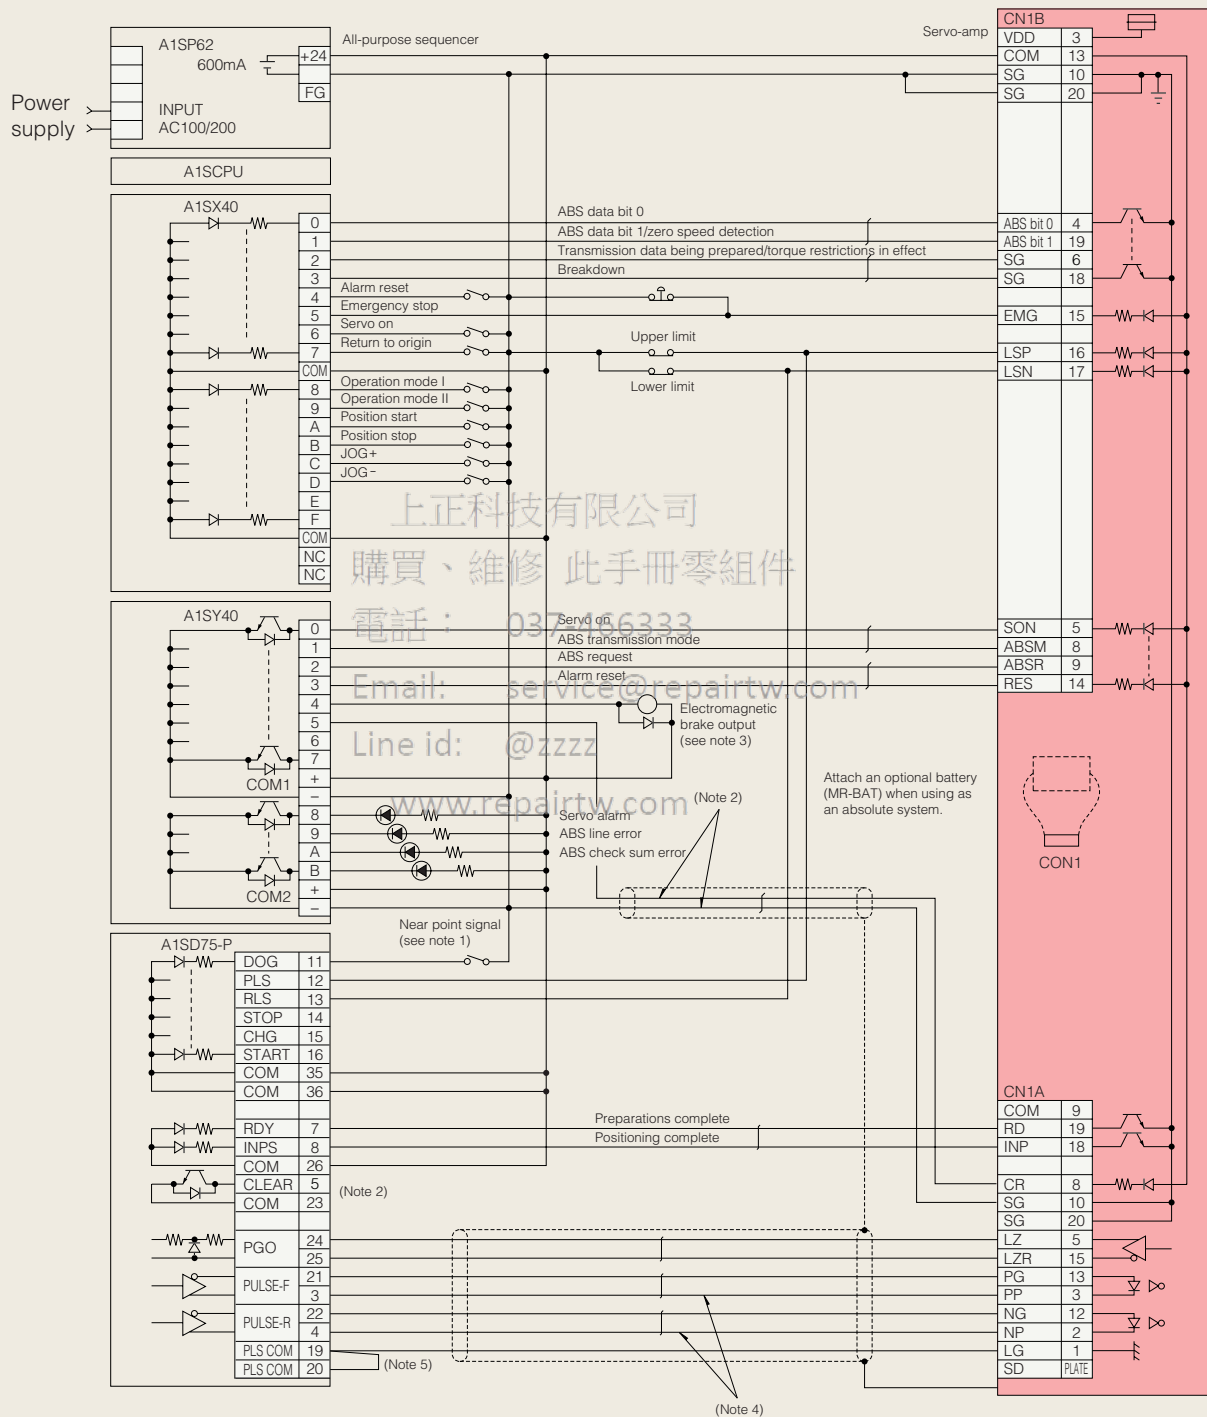 CN1B
A1SP62
600mA
+24
FG
All-purpose sequencer
Servo-amp
VDD 3
COM 13
SG 10
SG 20
Power
supply
INPUT
AC100/200
A1SCPU
A1SX40
0 ABS data bit 0 ABS bit 0 4
1 ABS data bit 1/zero speed detection ABS bit 1 19
2 Transmission data being prepared/torque restrictions in effect SG 6
3 Breakdown SG 18
4 Alarm reset
5 Emergency stop EMG 15
6 Servo on
Upper limit
7 Return to origin LSP 16
COM LSN 17
Lower limit
8 Operation mode I
9 Operation mode II
A Position start
B Position stop
C JOG+
D JOG-
E
F
COM
NC
NC
上正科技有限公司
購買、維修 此手冊零組件
電話： 037-466333
Email: service@repairtw.com
Line id: @zzzz
www.repairtw.com
A1SY40
0 Servo on SON 5
1 ABS transmission mode ABSM 8
2 ABS request ABSR 9
3 Alarm reset RES 14
4
5
6
7
Electromagnetic
brake output
(see note 3)
COM1
+
–
8 Servo alarm
9 ABS line error
A ABS check sum error
B
COM2
+
–
(Note 2)
Attach an optional battery
(MR-BAT) when using as
an absolute system.
CON1
Near point signal
(see note 1)
A1SD75-P
DOG 11
PLS 12
RLS 13
STOP 14
CHG 15
START 16
COM 35
COM 36
CN1A
COM 9
RDY 7 Preparations complete RD 19
INPS 8 Positioning complete INP 18
COM 26
CLEAR 5
COM 23
(Note 2)
CR 8
SG 10
SG 20
PGO 24 LZ 5
25 LZR 15
PULSE-F 21 PG 13
3 PP 3
PULSE-R 22 NG 12
4 NP 2
PLS COM 19 LG 1
PLS COM 20 SD PLATE
(Note 5)
(Note 4)